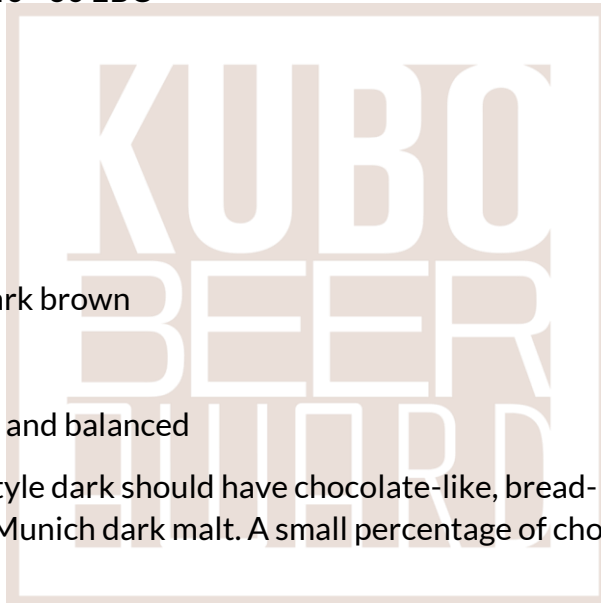 KUBO
BEER
AWARD
ark brown
and balanced
tyle dark should have chocolate-like, bread-
Munich dark malt. A small percentage of cho